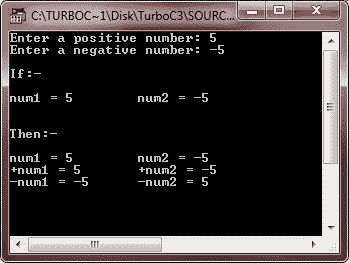 C:\TURBOC~1\Disk\TurboC3\SOURC...
Enter a positive number: 5
Enter a negative number: -5
If:-
num1 = 5 num2 = -5
Then:-
num1 = 5 num2 = -5
+num1 = 5 +num2 = -5
-num1 = -5 -num2 = 5